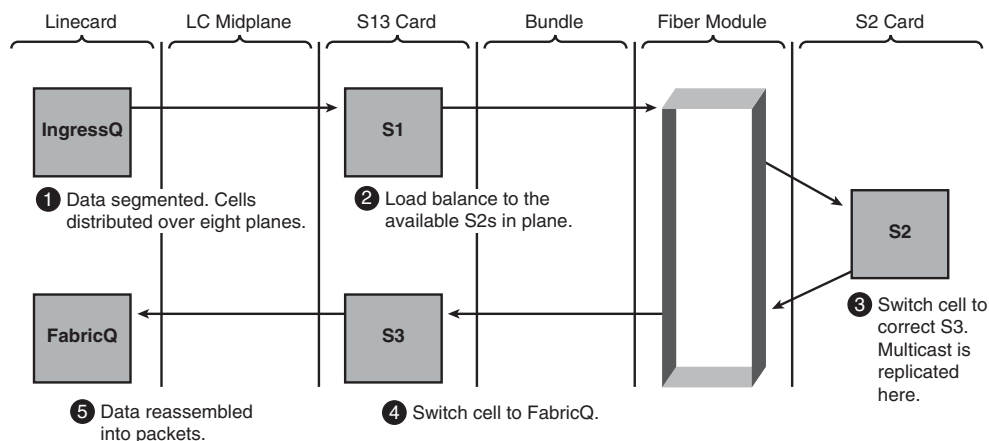 Linecard
LC Midplane
S13 Card
Bundle
Fiber Module
S2 Card
IngressQ
S1
1 Data segmented. Cells
distributed over eight planes.
2 Load balance to the
available S2s in plane.
S2
3 Switch cell to
correct S3.
Multicast is
replicated
here.
FabricQ
S3
5 Data reassembled
into packets.
4 Switch cell to FabricQ.